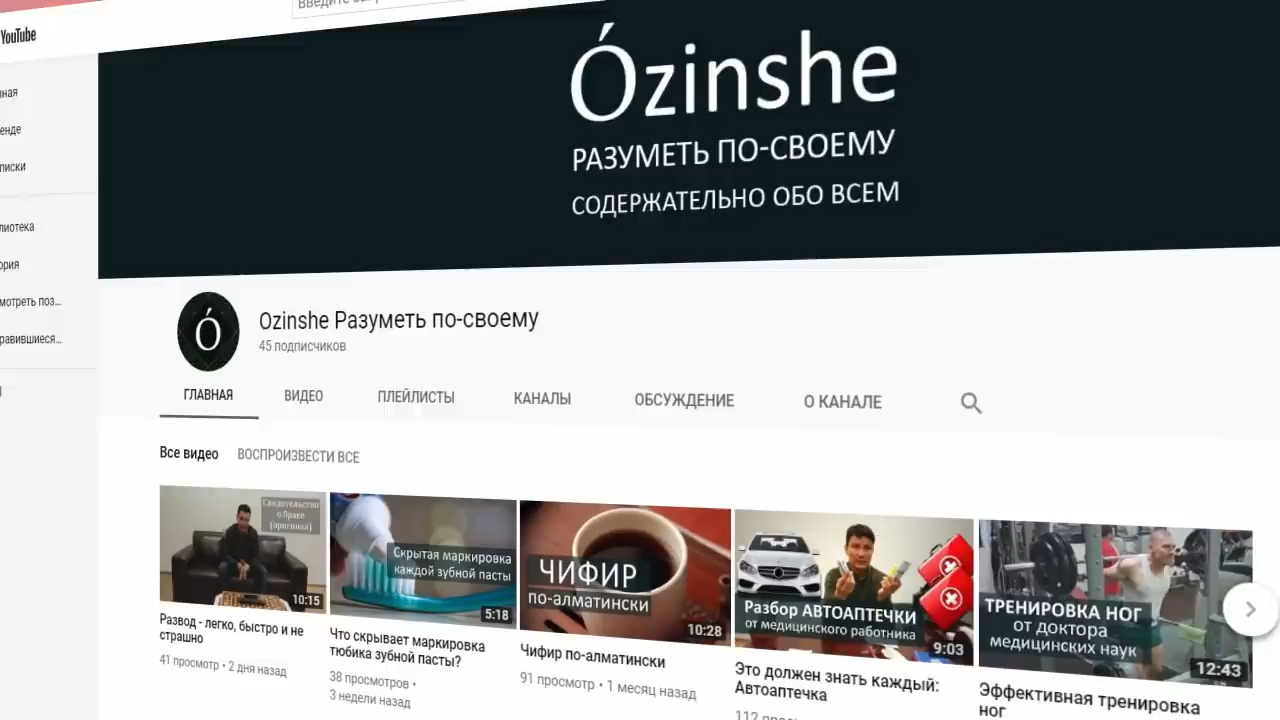 YouTube
Ózinshe
РАЗУМЕТЬ ПО-СВОЕМУ
СОДЕРЖАТЕЛЬНО ОБО ВСЕМ
мотреть поз...
Ozinshe Разуметь по-своему
45 подписчиков
ГЛАВНАЯ ВИДЕО ПЛЕЙЛИСТЫ КАНАЛЫ ОБСУЖДЕНИЕ О КАНАЛЕ
Все видео ВОСПРОИЗВЕСТИ ВСЕ
Свидетельство
о браке
(оригинал)
10:15
Развод - легко, быстро и не
страшно
41 просмотр • 2 дня назад
Скрытая маркировка
каждой зубной пасты
5:18
Что скрывает маркировка
тюбика зубной пасты?
38 просмотров •
3 недели назад
ЧИФИР
по-алматински
10:28
Чифир по-алматински
91 просмотр • 1 месяц назад
Разбор АВТОАПТЕЧКИ
от медицинского работника
9:03
Это должен знать каждый:
Автоаптечка
ТРЕНИРОВКА НОГ
от доктора
медицинских наук
12:43
Эффективная тренировка
ног